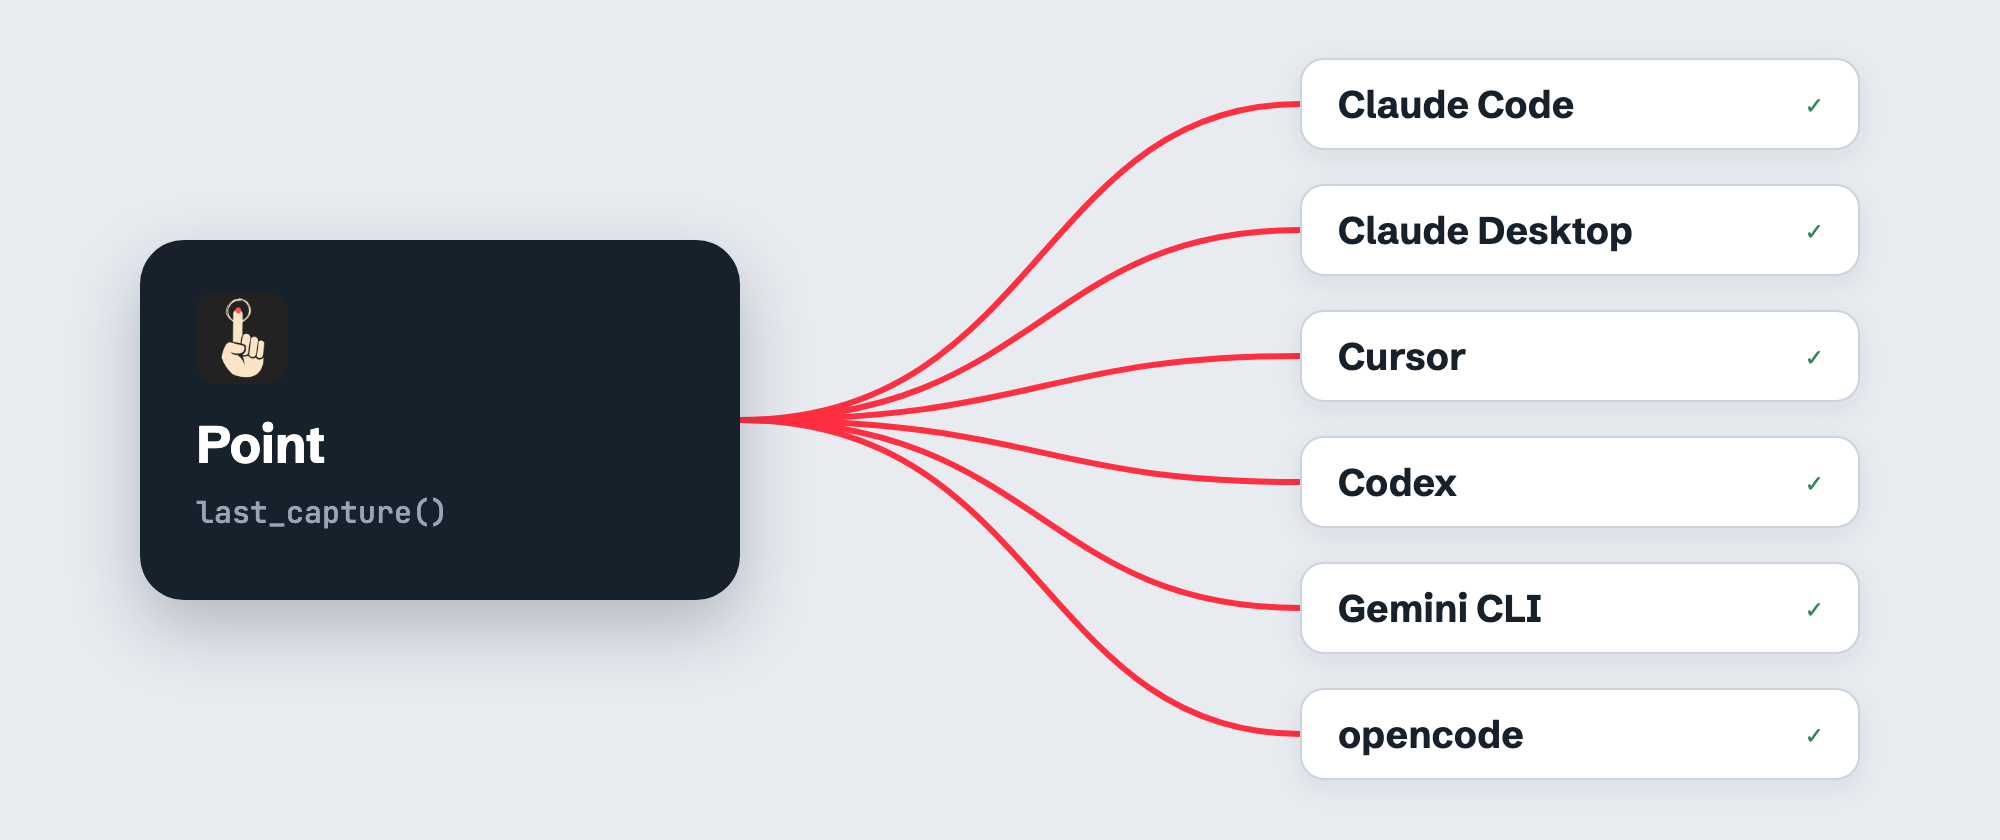 Point
last_capture()
Claude Code ✓
Claude Desktop ✓
Cursor ✓
Codex ✓
Gemini CLI ✓
opencode ✓